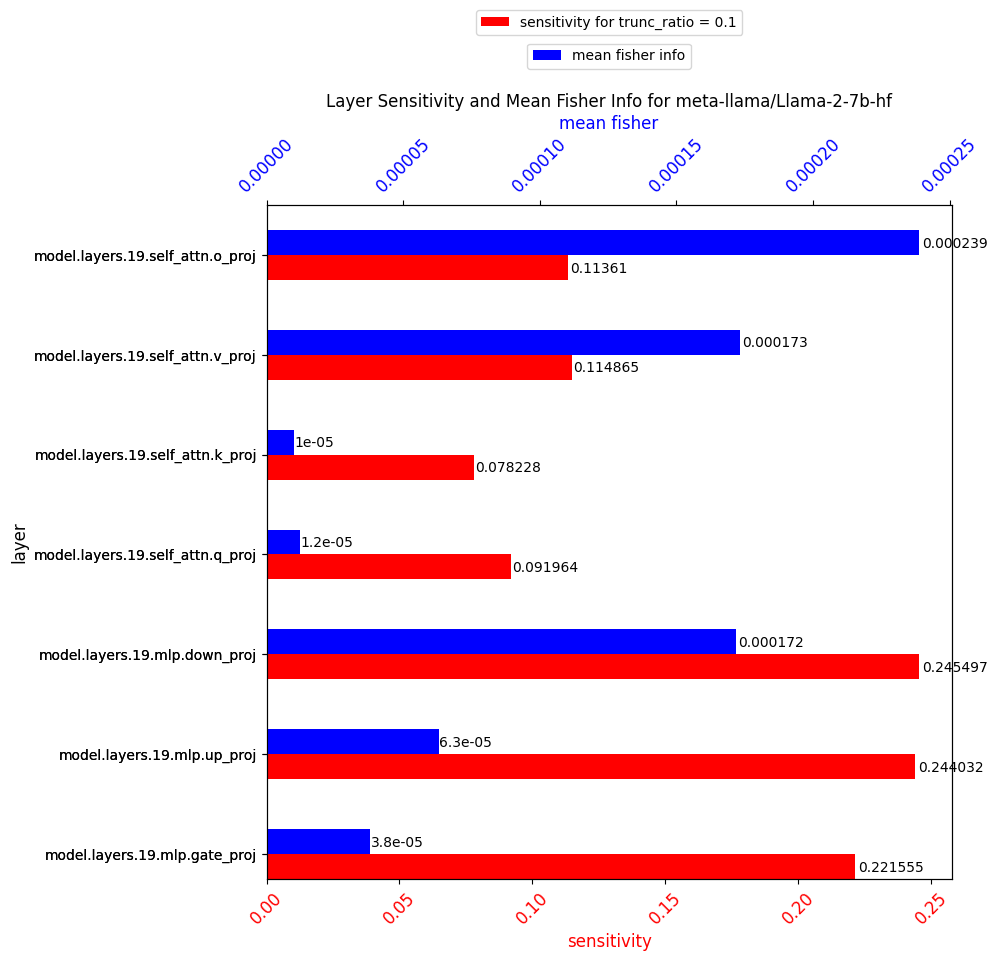 sensitivity for trunc_ratio = 0.1
mean fisher info
Layer Sensitivity and Mean Fisher Info for meta-llama/Llama-2-7b-hf
mean fisher
0.00000 0.00005 0.00010 0.00015 0.00020 0.00025
model.layers.19.self_attn.o_proj
0.000239
0.11361
model.layers.19.self_attn.v_proj
0.000173
0.114865
model.layers.19.self_attn.k_proj
1e-05
0.078228
model.layers.19.self_attn.q_proj
1.2e-05
0.091964
model.layers.19.mlp.down_proj
0.000172
0.245497
model.layers.19.mlp.up_proj
6.3e-05
0.244032
model.layers.19.mlp.gate_proj
3.8e-05
0.221555
layer
0.00 0.05 0.10 0.15 0.20 0.25
sensitivity